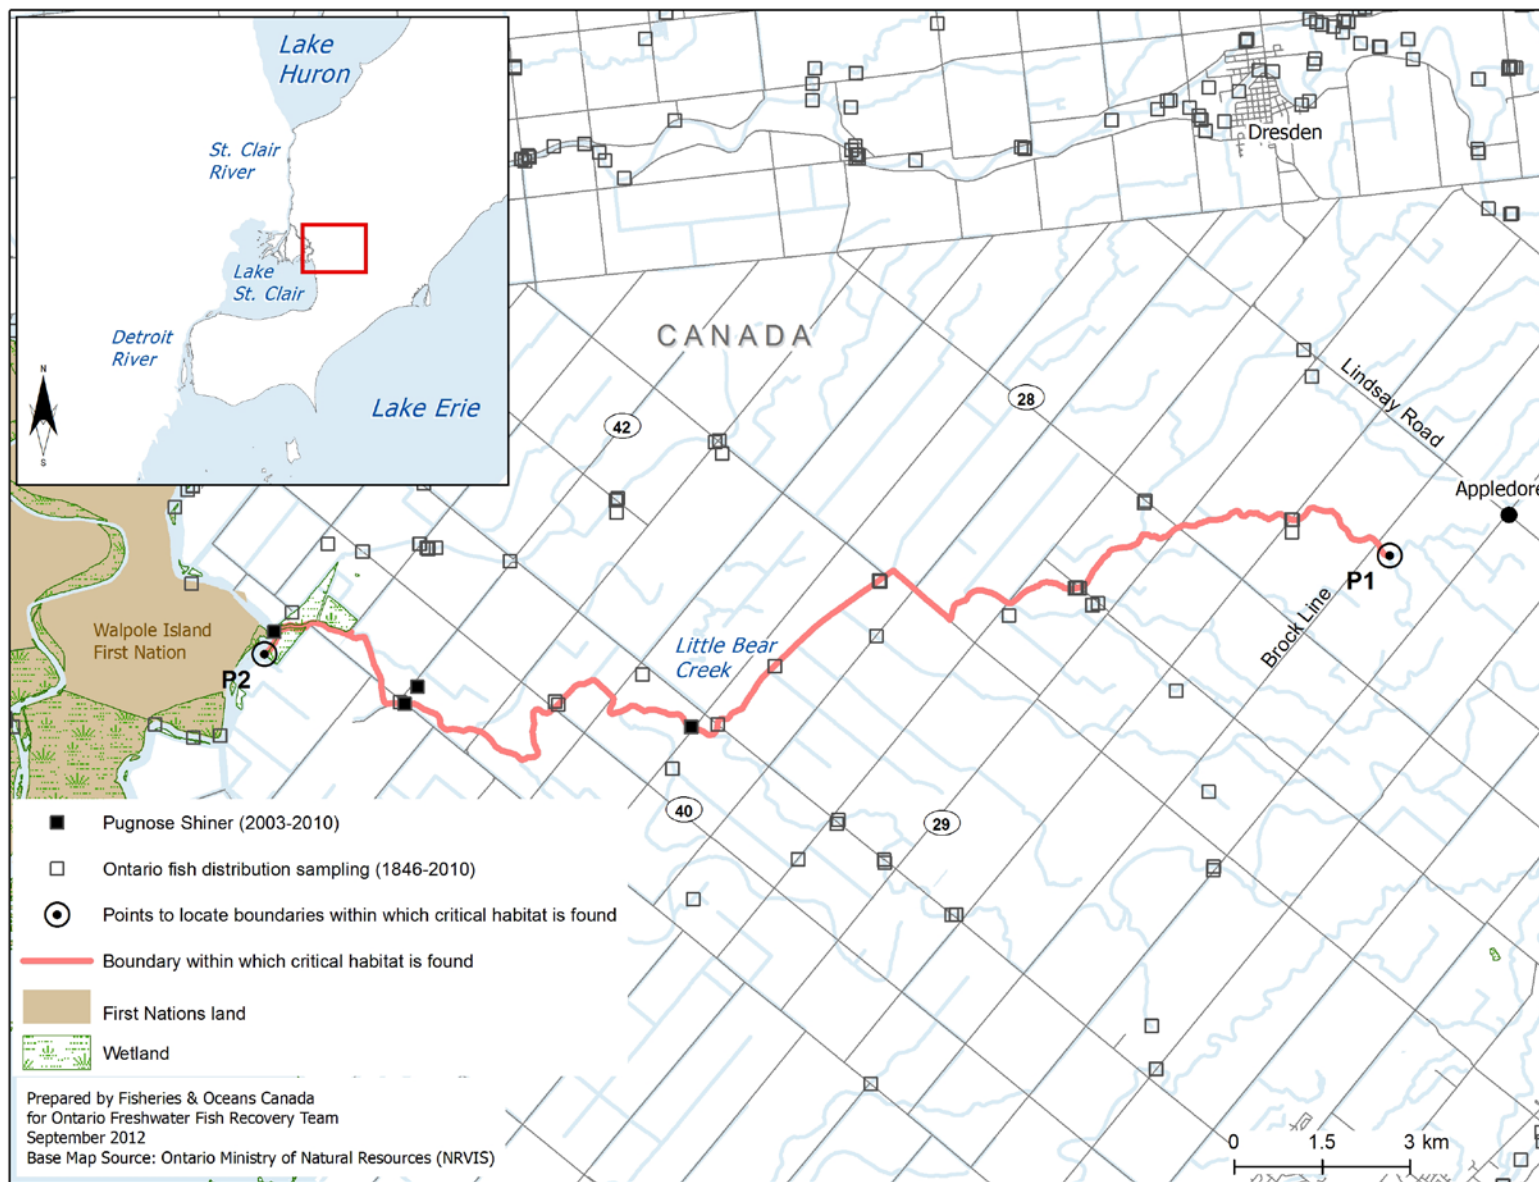 Lake
Huron
St. Clair
River
Lake
St. Clair
Detroit
River
Lake Erie
N
S
Dresden
CANADA
42
28
Lindsay Road
Appledore
P1
Brock Line
Little Bear
Creek
Walpole Island
First Nation
P2
40
29
Pugnose Shiner (2003-2010)
Ontario fish distribution sampling (1846-2010)
Points to locate boundaries within which critical habitat is found
Boundary within which critical habitat is found
First Nations land
Wetland
Prepared by Fisheries & Oceans Canada
for Ontario Freshwater Fish Recovery Team
September 2012
Base Map Source: Ontario Ministry of Natural Resources (NRVIS)
0 1.5 3 km